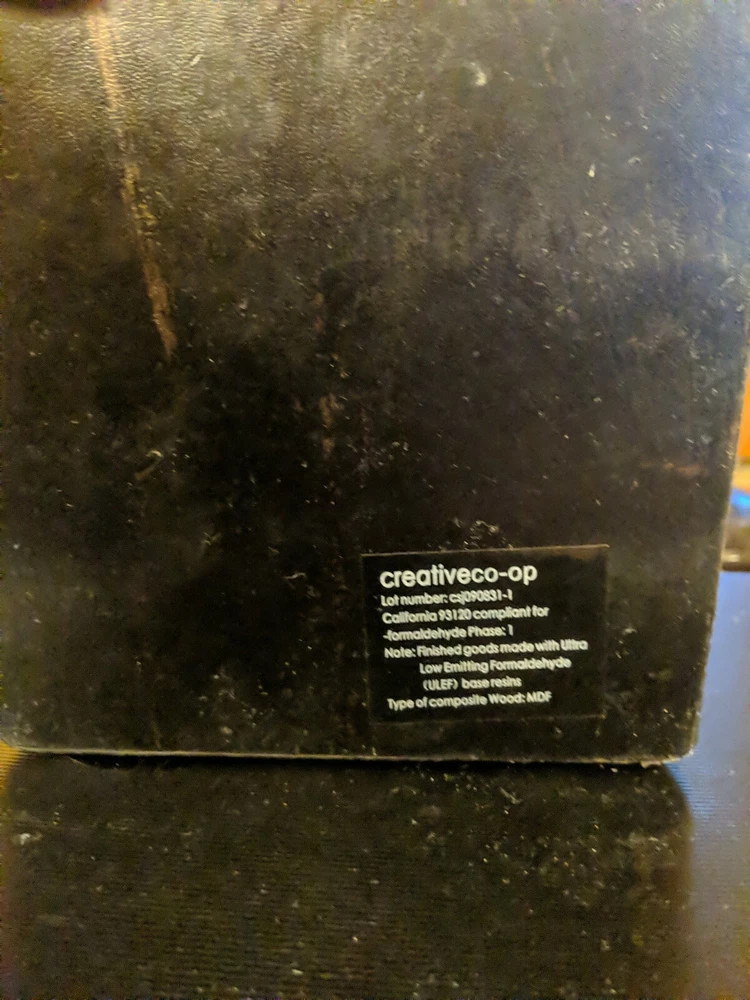 creativeco-op
Lot number: csj090831-1
California 93120 compliant for
-formaldehyde Phase: 1
Note: Finished goods made with Ultra
Low Emitting Formaldehyde
(ULEF) base resins
Type of composite Wood: MDF